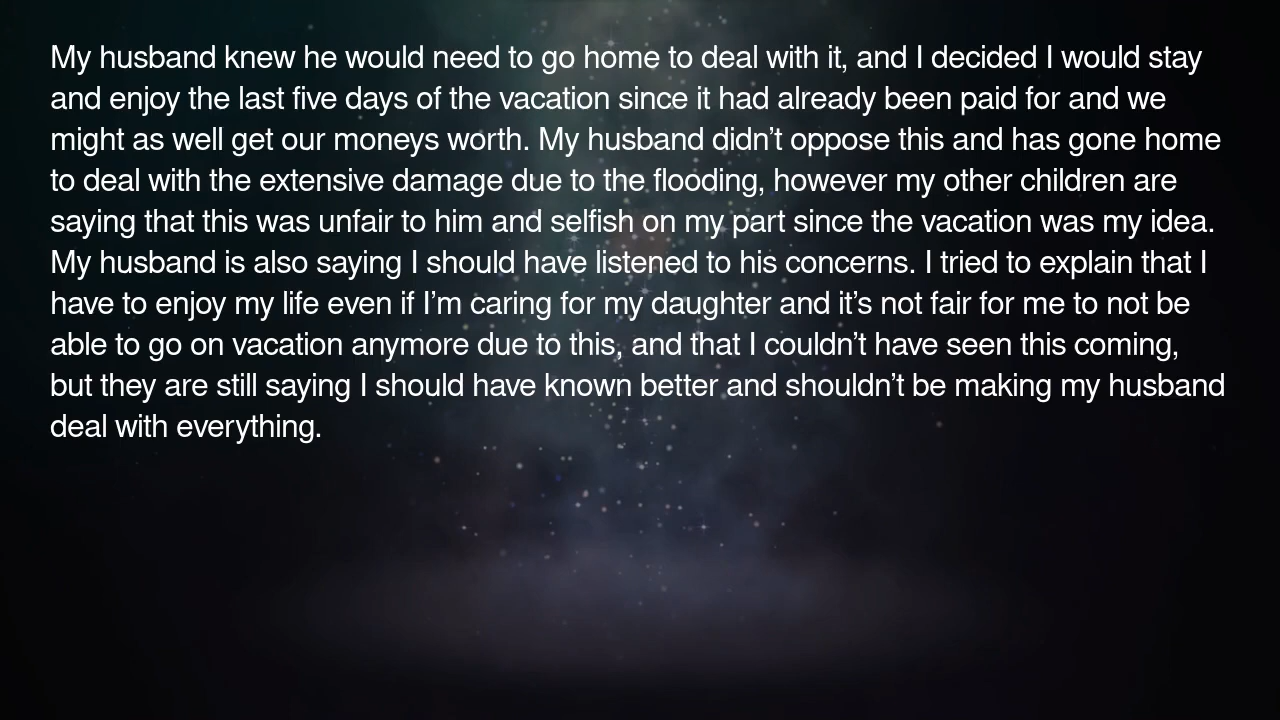 My husband knew he would need to go home to deal with it, and I decided I would stay
and enjoy the last five days of the vacation since it had already been paid for and we
might as well get our moneys worth. My husband didn’t oppose this and has gone home
to deal with the extensive damage due to the flooding, however my other children are
saying that this was unfair to him and selfish on my part since the vacation was my idea.
My husband is also saying I should have listened to his concerns. I tried to explain that I
have to enjoy my life even if I’m caring for my daughter and it’s not fair for me to not be
able to go on vacation anymore due to this, and that I couldn’t have seen this coming,
but they are still saying I should have known better and shouldn’t be making my husband
deal with everything.